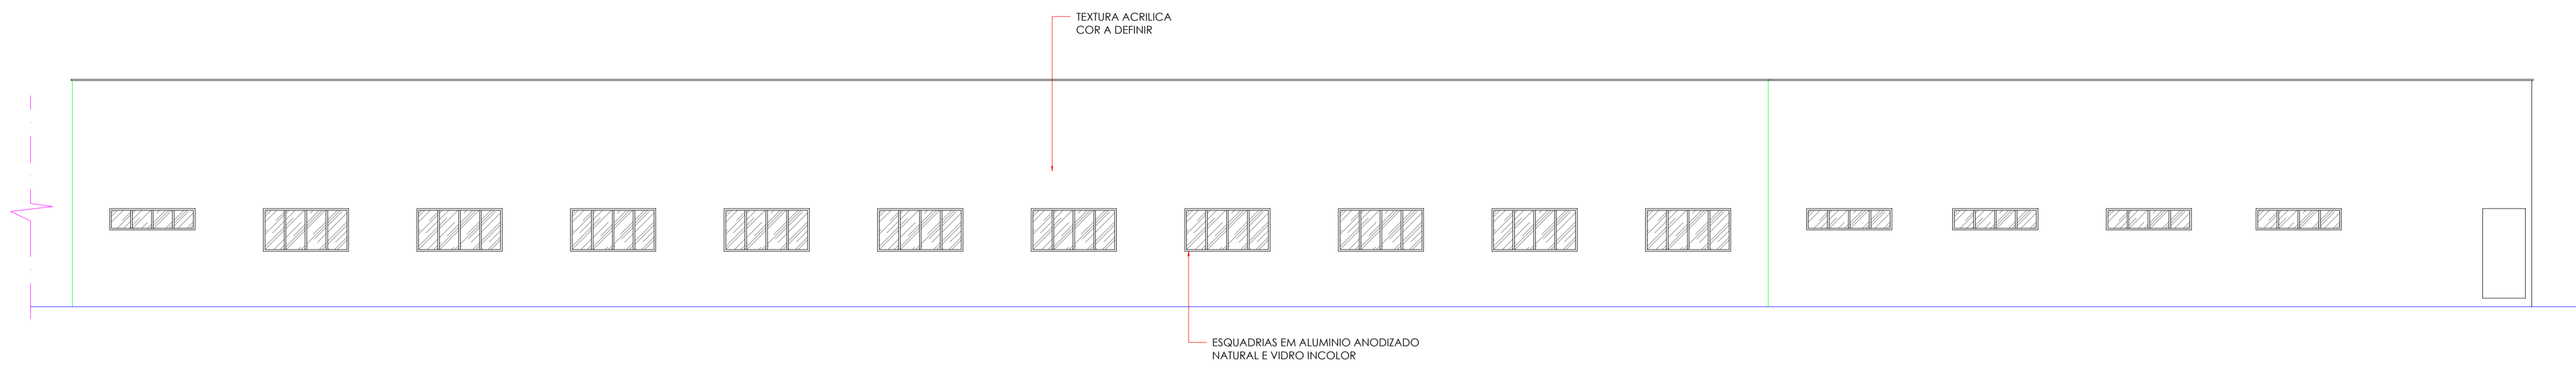 TEXTURA ACRILICA
COR A DEFINIR
ESQUADRIAS EM ALUMINIO ANODIZADO
NATURAL E VIDRO INCOLOR